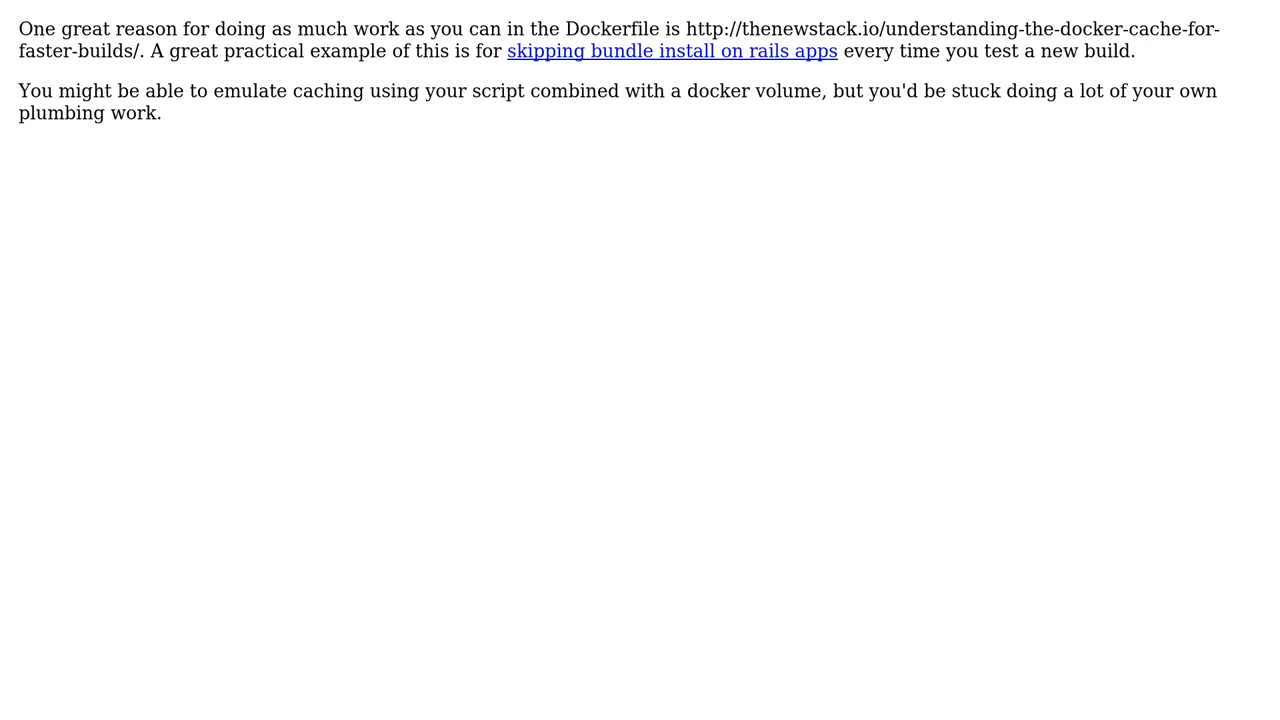 One great reason for doing as much work as you can in the Dockerfile is http://thenewstack.io/understanding-the-docker-cache-for-
faster-builds/. A great practical example of this is for skipping bundle install on rails apps every time you test a new build.
You might be able to emulate caching using your script combined with a docker volume, but you'd be stuck doing a lot of your own
plumbing work.